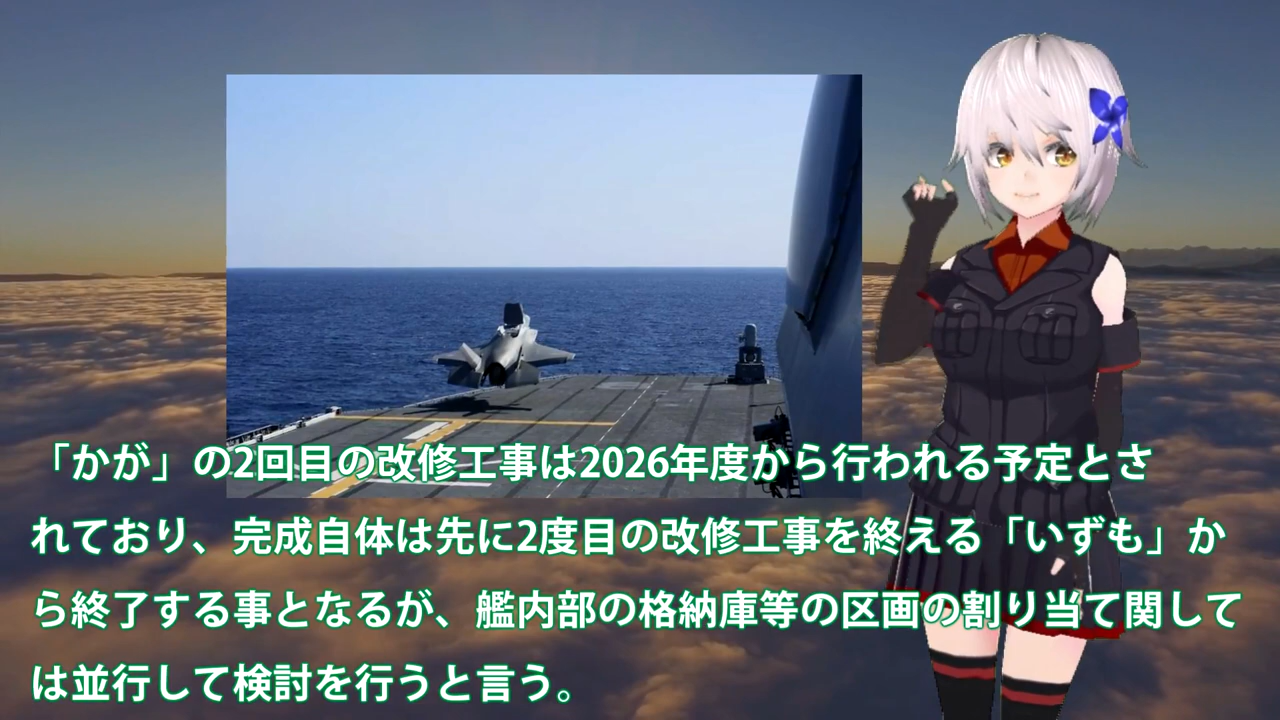 「かが」の2回目の改修工事は2026年度から行われる予定とさ
れており、完成自体は先に2度目の改修工事を終える「いずも」か
ら終了する事となるが、艦内部の格納庫等の区画の割り当て関して
は並行して検討を行うと言う。